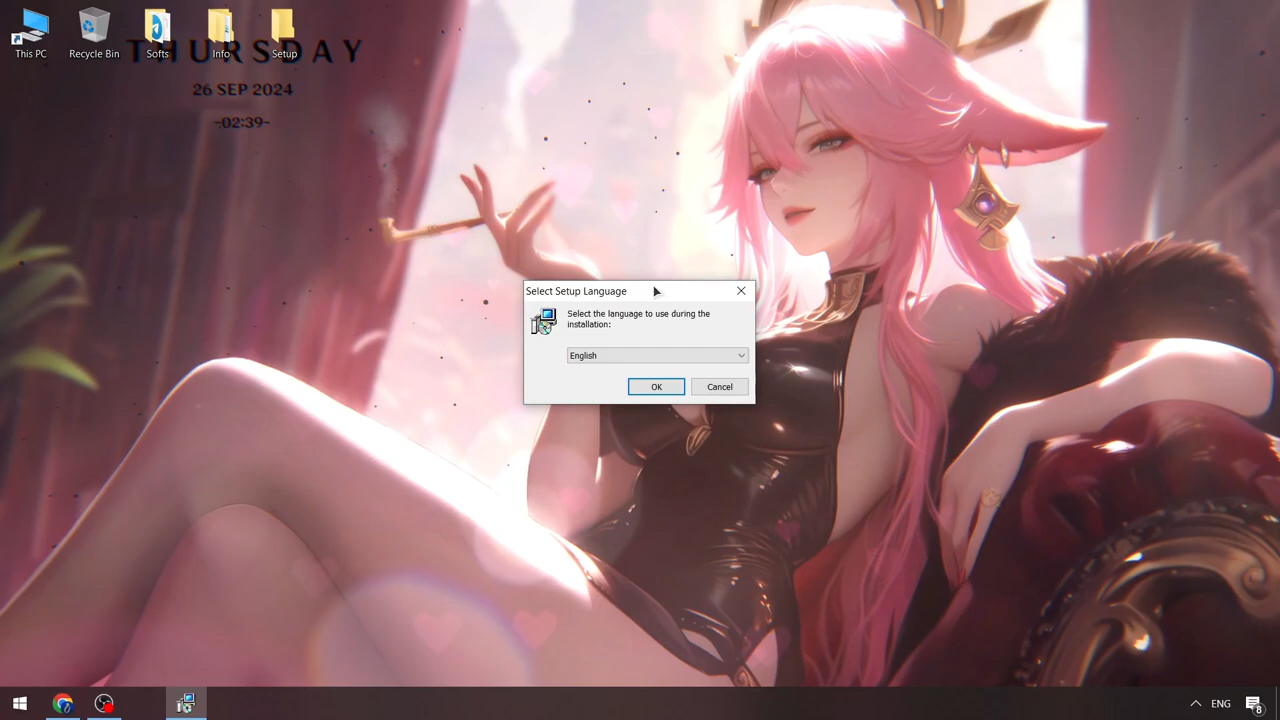 This PC
Recycle Bin
Softs
Info
Setup
THURSDAY
26 SEP 2024
-02:39-
Select Setup Language
Select the language to use during the
installation:
English
OK
Cancel
ENG
8